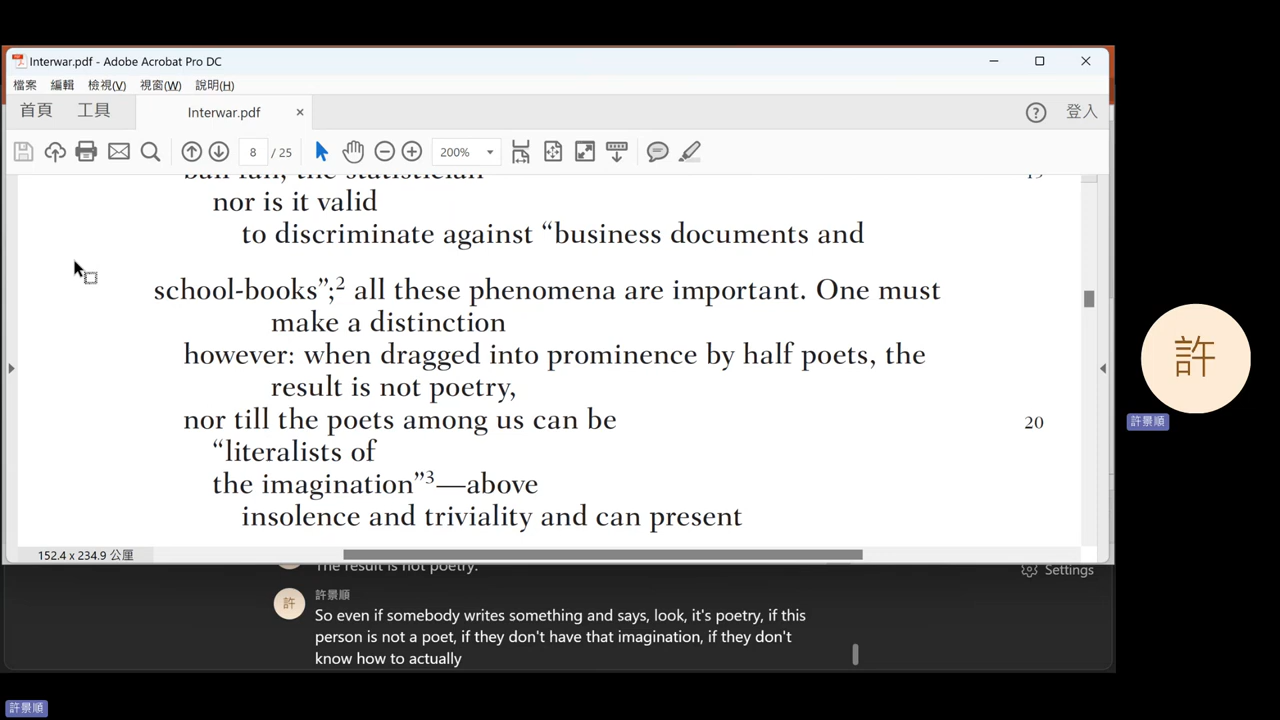 Interwar.pdf - Adobe Acrobat Pro DC
檔案 編輯 檢視(V) 視窗(W) 說明(H)
首頁 工具 Interwar.pdf × 登入
8 / 25 200%
ball fan, the statistician
nor is it valid
to discriminate against “business documents and
school-books”;2 all these phenomena are important. One must
make a distinction
however: when dragged into prominence by half poets, the
result is not poetry,
nor till the poets among us can be 20
“literalists of
the imagination”3—above
insolence and triviality and can present
152.4 x 234.9 公厘
The result is not poetry.
Settings
許 許景順
So even if somebody writes something and says, look, it's poetry, if this
person is not a poet, if they don't have that imagination, if they don't
know how to actually
許
許景順
許景順